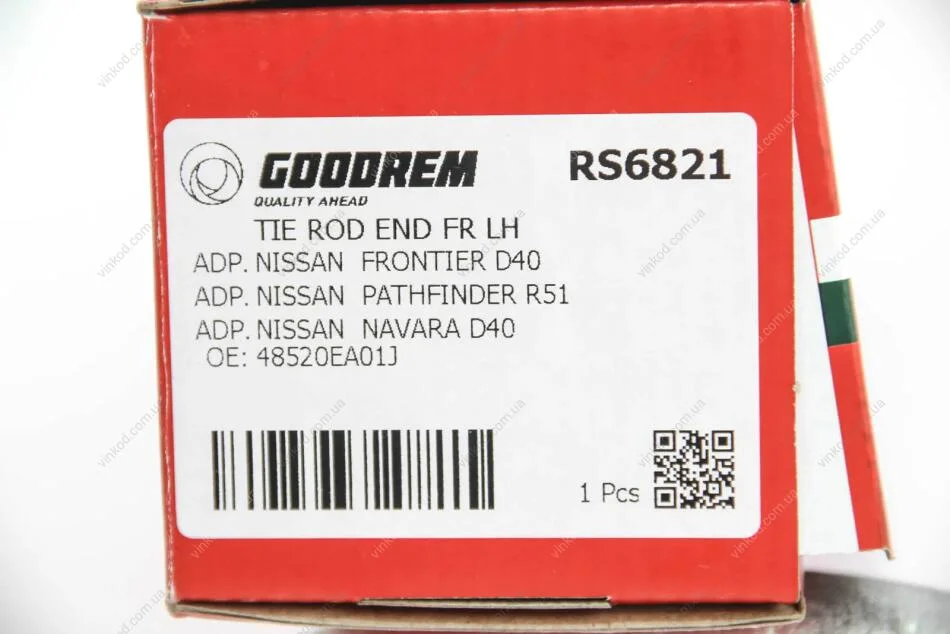 GOODREM
QUALITY AHEAD
RS6821
TIE ROD END FR LH
ADP. NISSAN FRONTIER D40
ADP. NISSAN PATHFINDER R51
ADP. NISSAN NAVARA D40
OE: 48520EA01J
1 Pcs
vinkod.com.ua